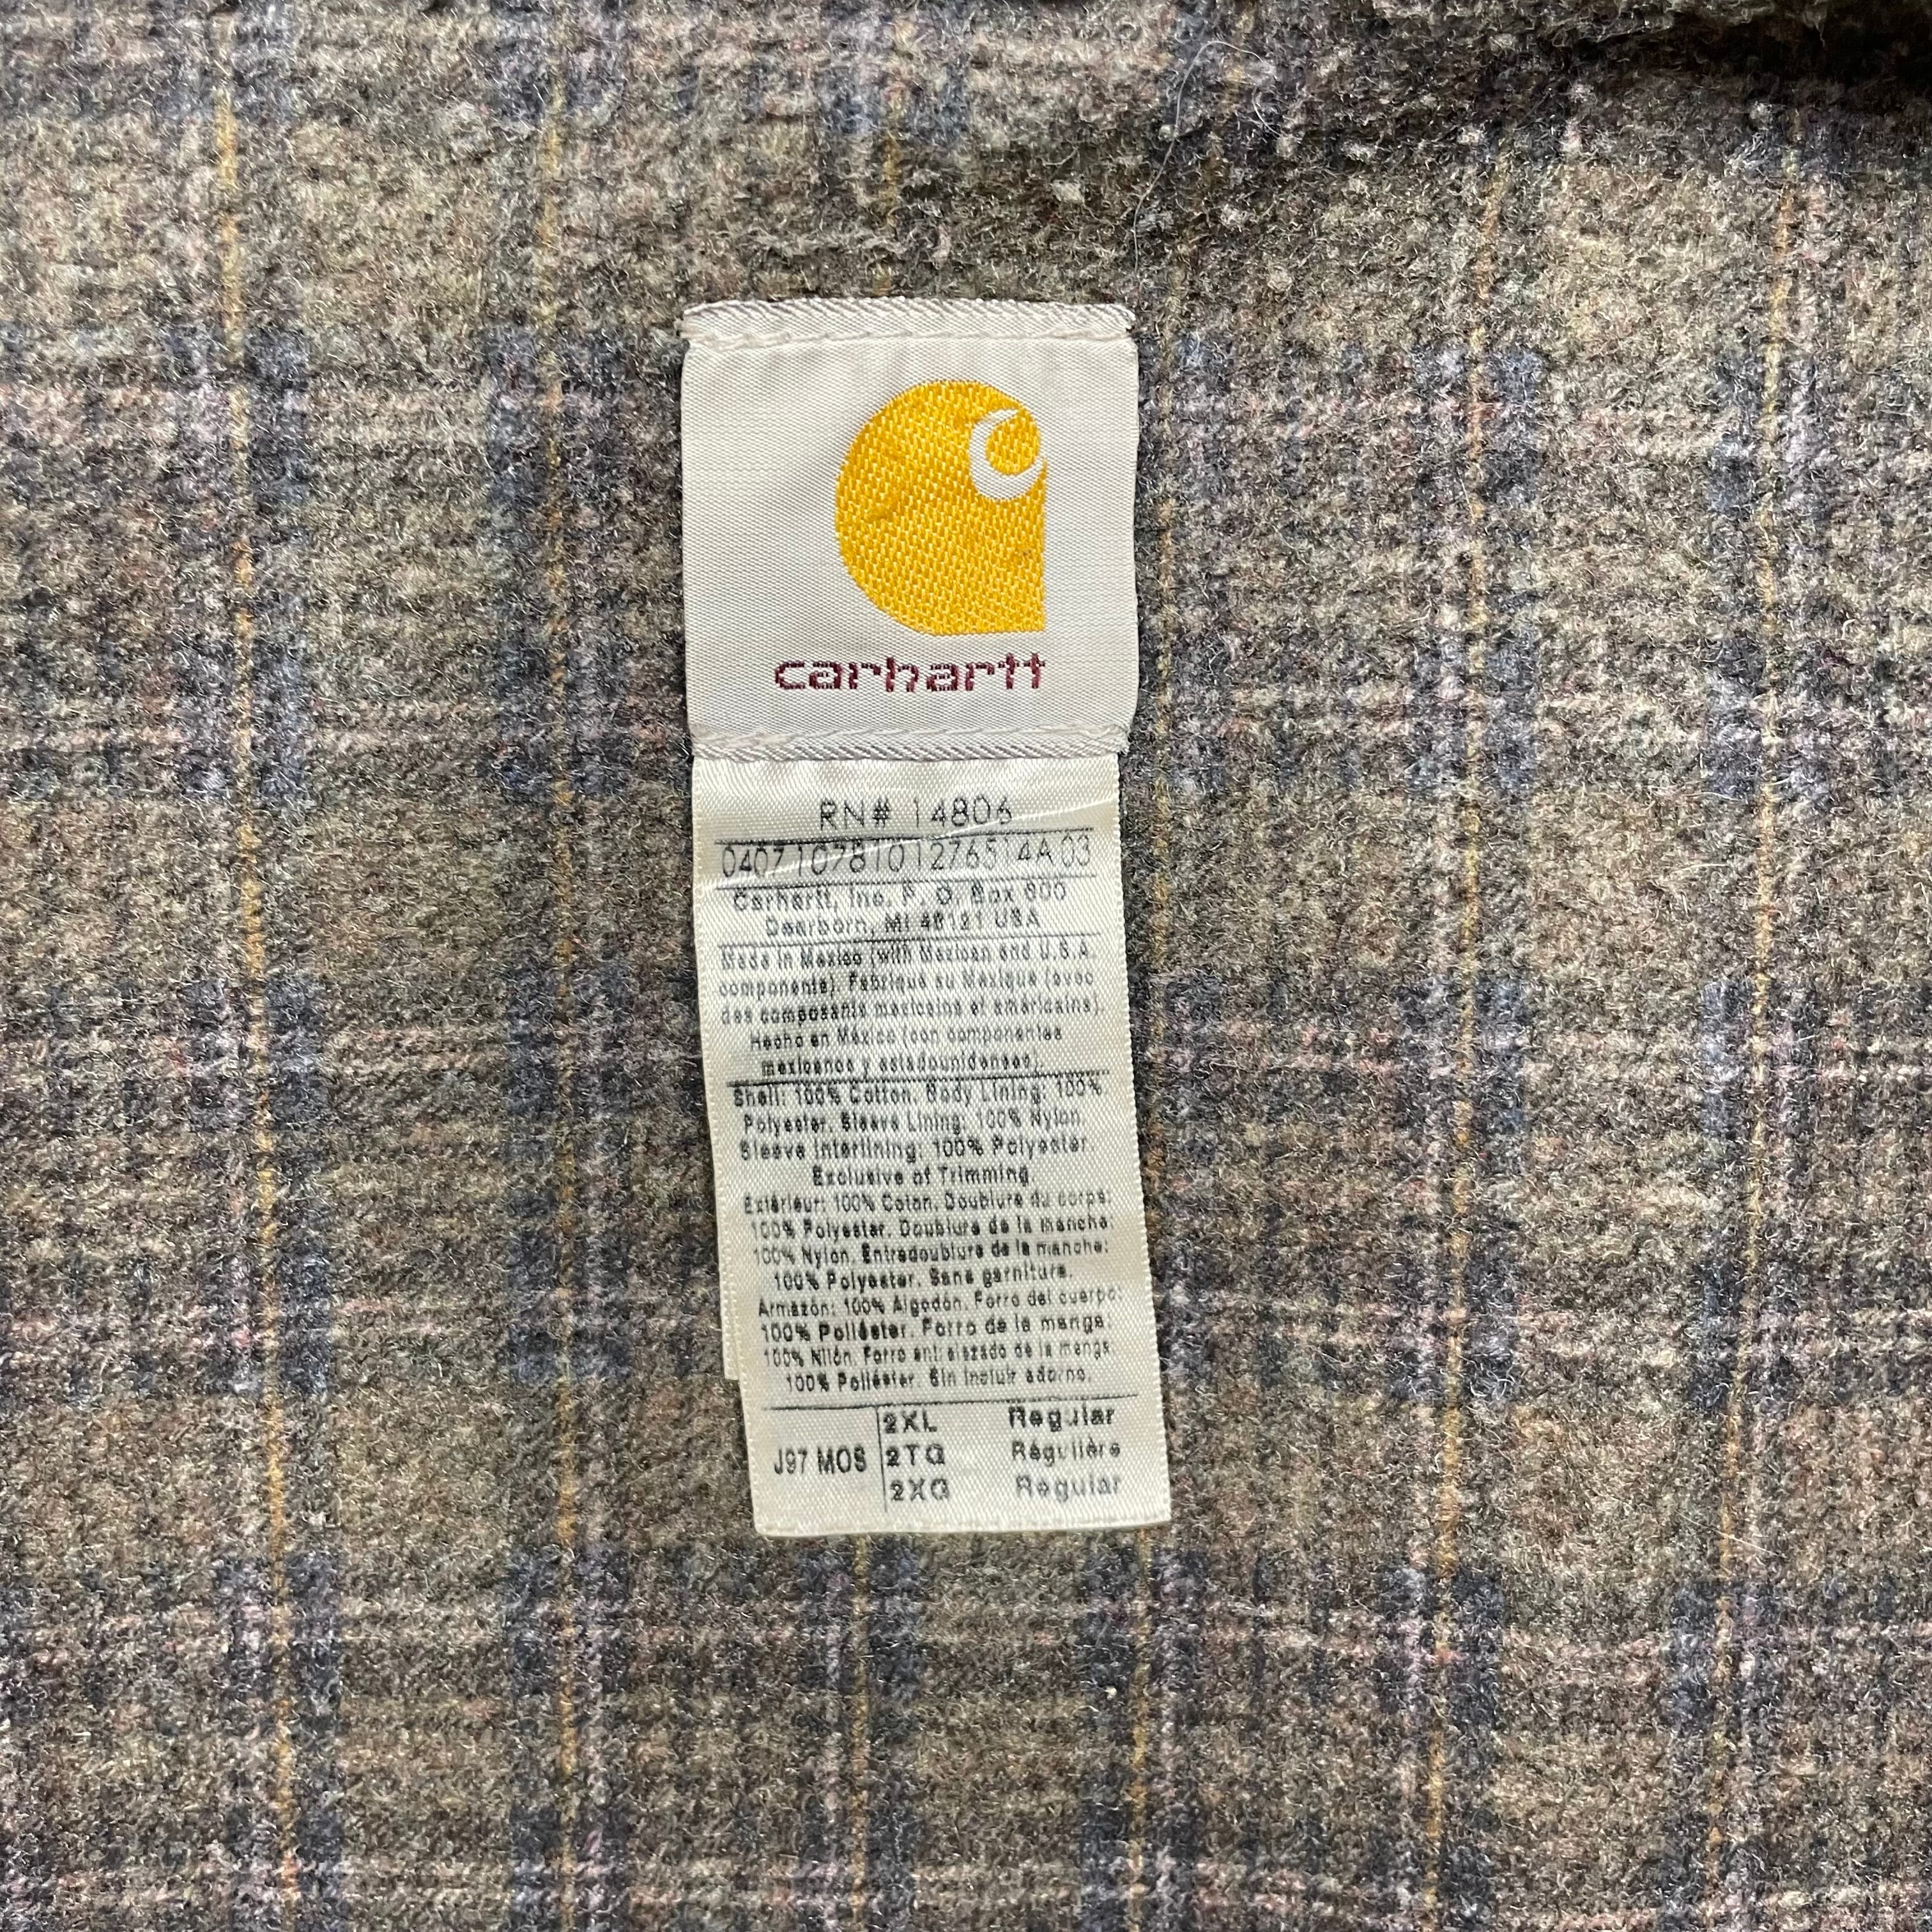 carhartt
RN# 14806
0407107810127651 4A 03
Carhartt, Inc. P. O. Box 600
Dearborn, MI 48121 USA
Made in Mexico (with Mexican and U.S.A.
components). Fabriqué au Mexique (avec
des composants mexicains et américains).
Hecho en México (con componentes
mexicanos y estadounidenses).
Shell: 100% Cotton. Body Lining: 100%
Polyester. Sleeve Lining: 100% Nylon.
Sleeve Interlining: 100% Polyester.
Exclusive of Trimming.
Extérieur: 100% Coton. Doublure du corps:
100% Polyester. Doublure de la manche:
100% Nylon. Entredoublure de la manche:
100% Polyester. Sans garniture.
Armazón: 100% Algodón. Forro del cuerpo:
100% Poliéster. Forro de la manga:
100% Nilón. Forro entrelazado de la manga:
100% Poliéster. Sin incluir adorno.
2XL Regular
J97 MOS 2TG Régulière
2XG Regular